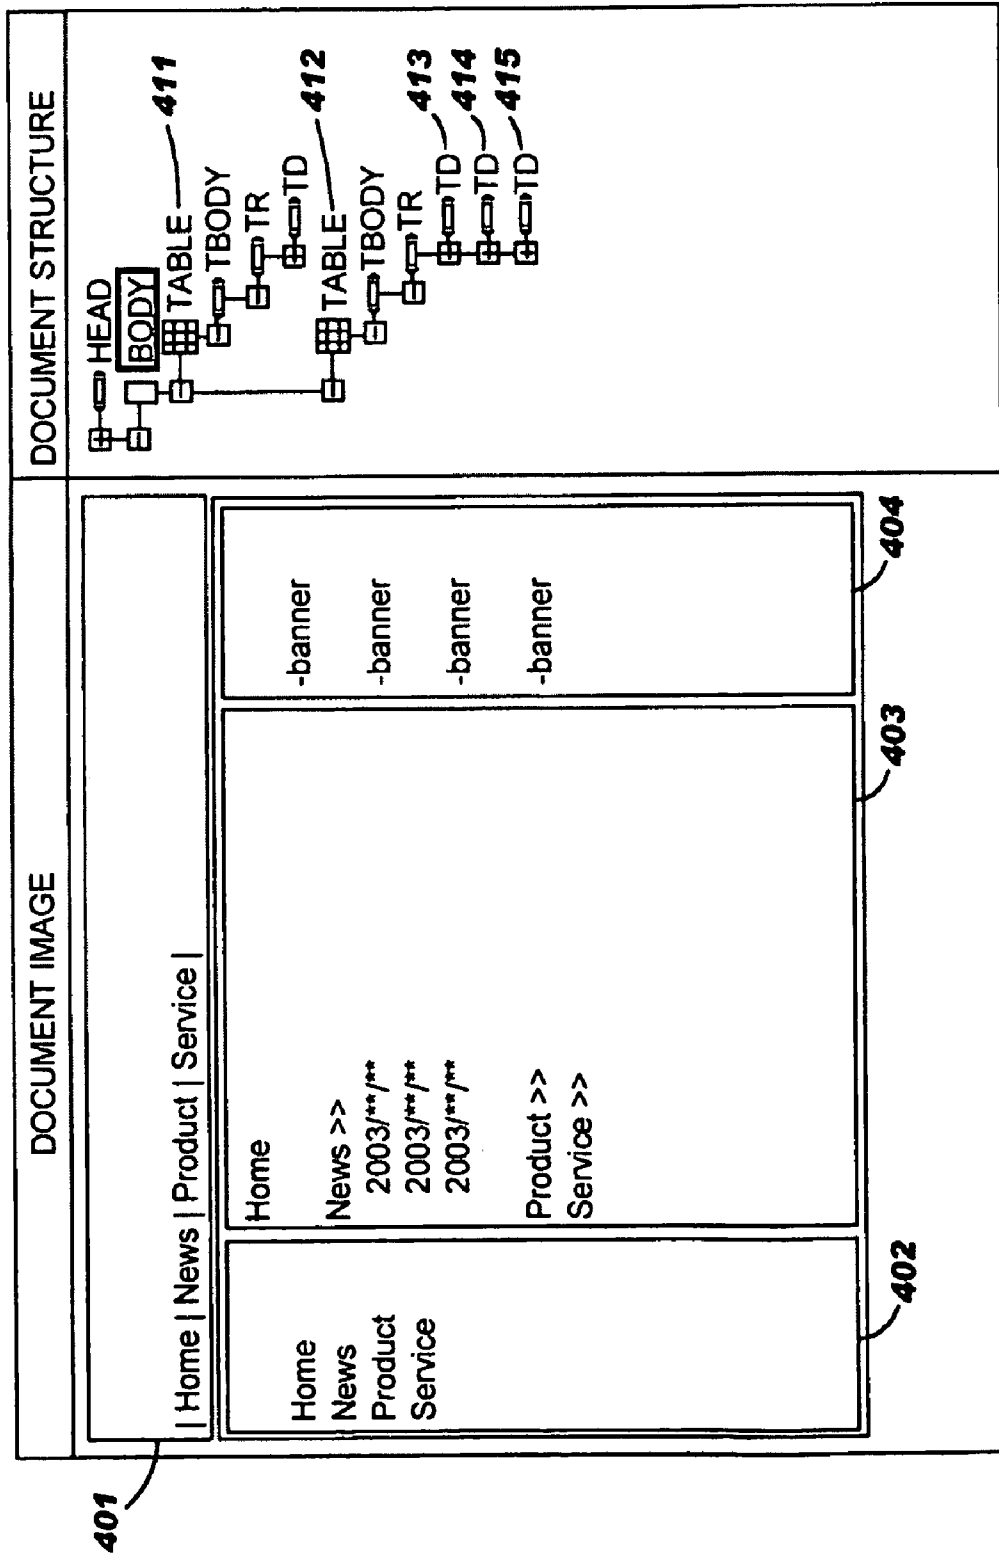 DOCUMENT IMAGE
DOCUMENT STRUCTURE
401
| Home | News | Product | Service |
Home
News
Product
Service
402
Home
News >>
2003/**/**
2003/**/**
2003/**/**
Product >>
Service >>
403
-banner
-banner
-banner
-banner
404
HEAD
BODY
TABLE 411
TBODY
TR
TD
TABLE 412
TBODY
TR
TD 413
TD 414
TD 415